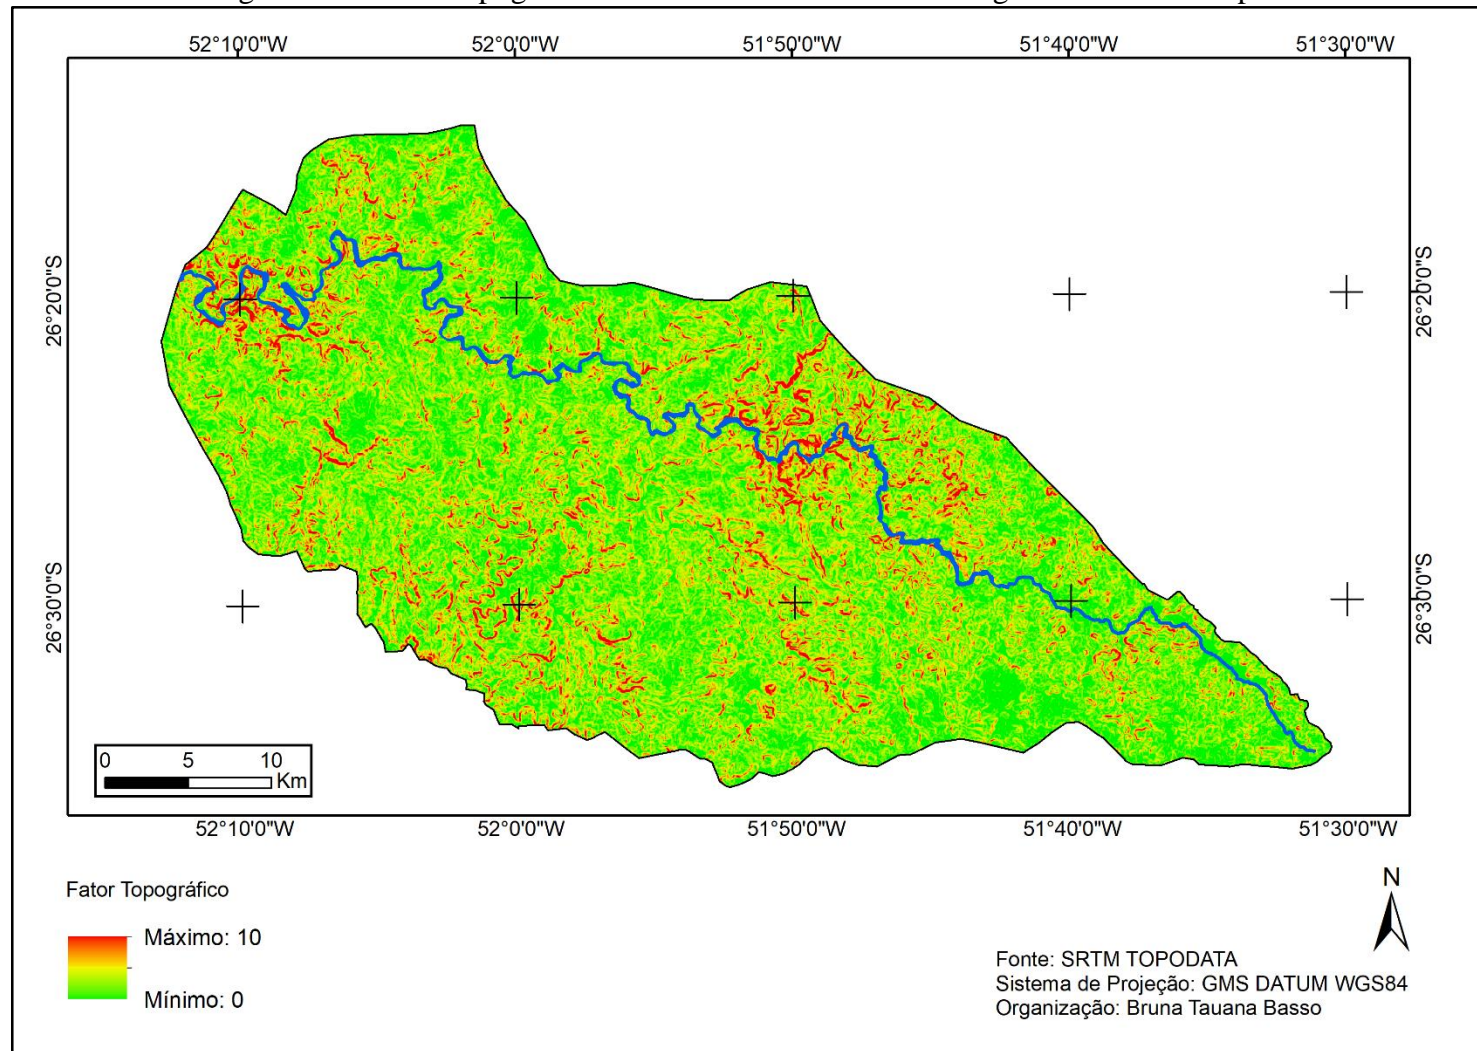 52°10'0"W 52°0'0"W 51°50'0"W 51°40'0"W 51°30'0"W
26°20'0"S 26°20'0"S
26°30'0"S 26°30'0"S
0 5 10
Km
52°10'0"W 52°0'0"W 51°50'0"W 51°40'0"W 51°30'0"W
Fator Topográfico
Máximo: 10
Mínimo: 0
N
Fonte: SRTM TOPODATA
Sistema de Projeção: GMS DATUM WGS84
Organização: Bruna Tauana Basso